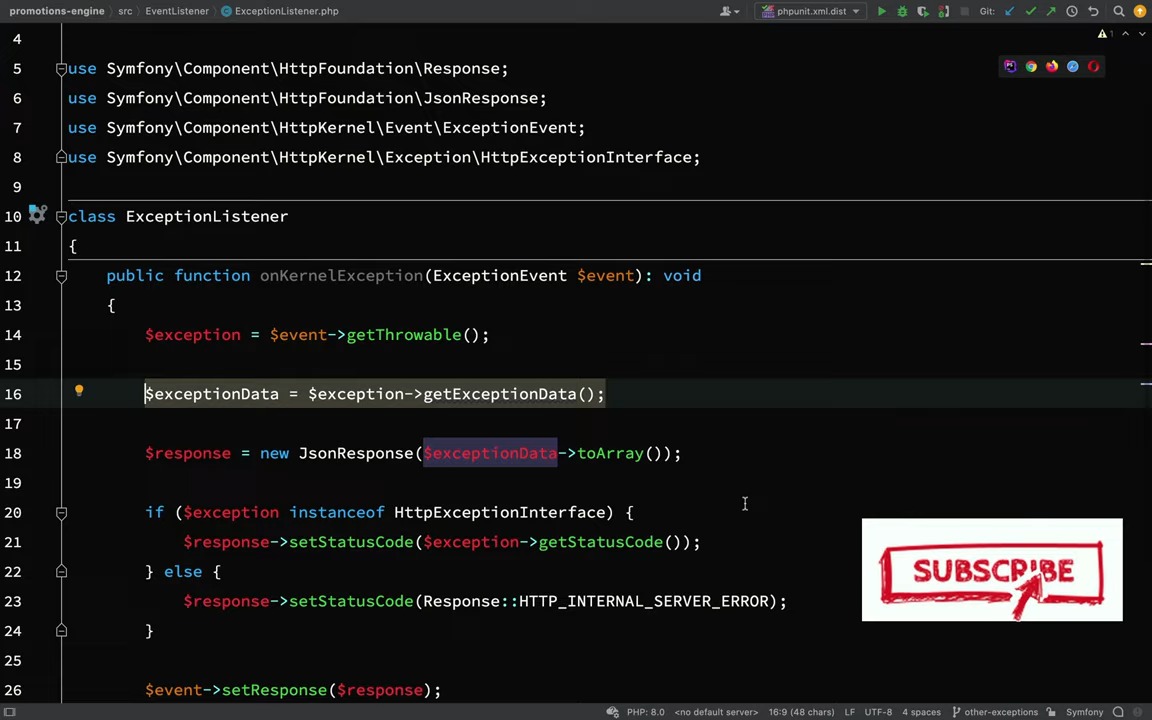 promotions-engine > src > EventListener > ExceptionListener.php phpunit.xml.dist Git:
1
4
5 use Symfony\Component\HttpFoundation\Response;
6 use Symfony\Component\HttpFoundation\JsonResponse;
7 use Symfony\Component\HttpKernel\Event\ExceptionEvent;
8 use Symfony\Component\HttpKernel\Exception\HttpExceptionInterface;
9
10 class ExceptionListener
11 {
12 public function onKernelException(ExceptionEvent $event): void
13 {
14 $exception = $event->getThrowable();
15
16 $exceptionData = $exception->getExceptionData();
17
18 $response = new JsonResponse($exceptionData->toArray());
19
20 if ($exception instanceof HttpExceptionInterface) {
21 $response->setStatusCode($exception->getStatusCode());
22 } else {
23 $response->setStatusCode(Response::HTTP_INTERNAL_SERVER_ERROR);
24 }
25
26 $event->setResponse($response);
SUBSCRIBE
PHP: 8.0 <no default server> 16:9 (48 chars) LF UTF-8 4 spaces other-exceptions Symfony